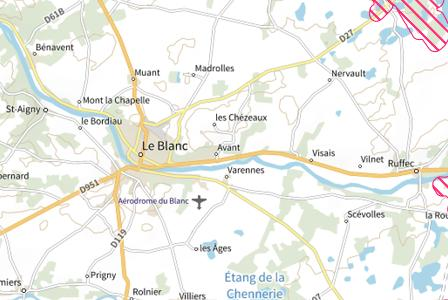 D61B
D27
Bénavent
Muant
Madrolles
Nervault
St-Aigny
Mont la Chapelle
le Bordiau
les Chézeaux
Le Blanc
Avant
Visais
Vilnet
Ruffec
Varennes
D951
Aérodrome du Blanc
Scévolles
D119
les Âges
Prigny
Étang de la
Chennerie
Rolnier
Villiers